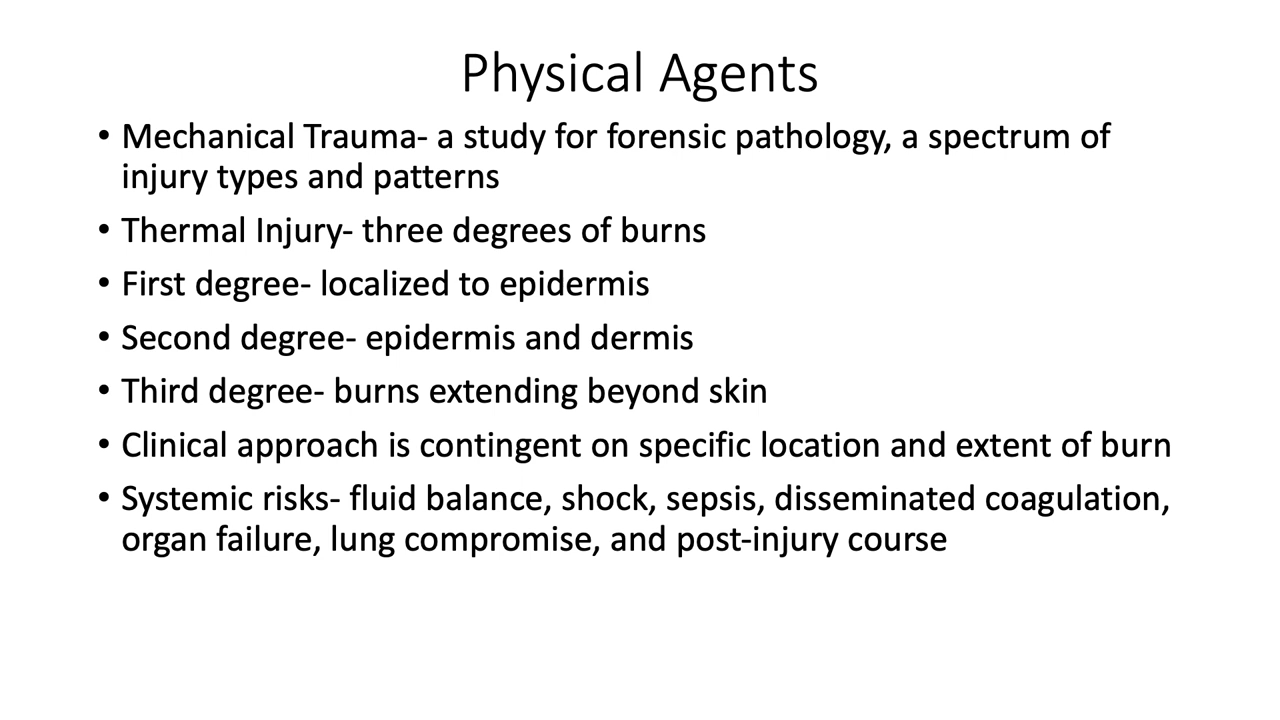 Physical Agents
• Mechanical Trauma- a study for forensic pathology, a spectrum of
injury types and patterns
• Thermal Injury- three degrees of burns
• First degree- localized to epidermis
• Second degree- epidermis and dermis
• Third degree- burns extending beyond skin
• Clinical approach is contingent on specific location and extent of burn
• Systemic risks- fluid balance, shock, sepsis, disseminated coagulation,
organ failure, lung compromise, and post-injury course